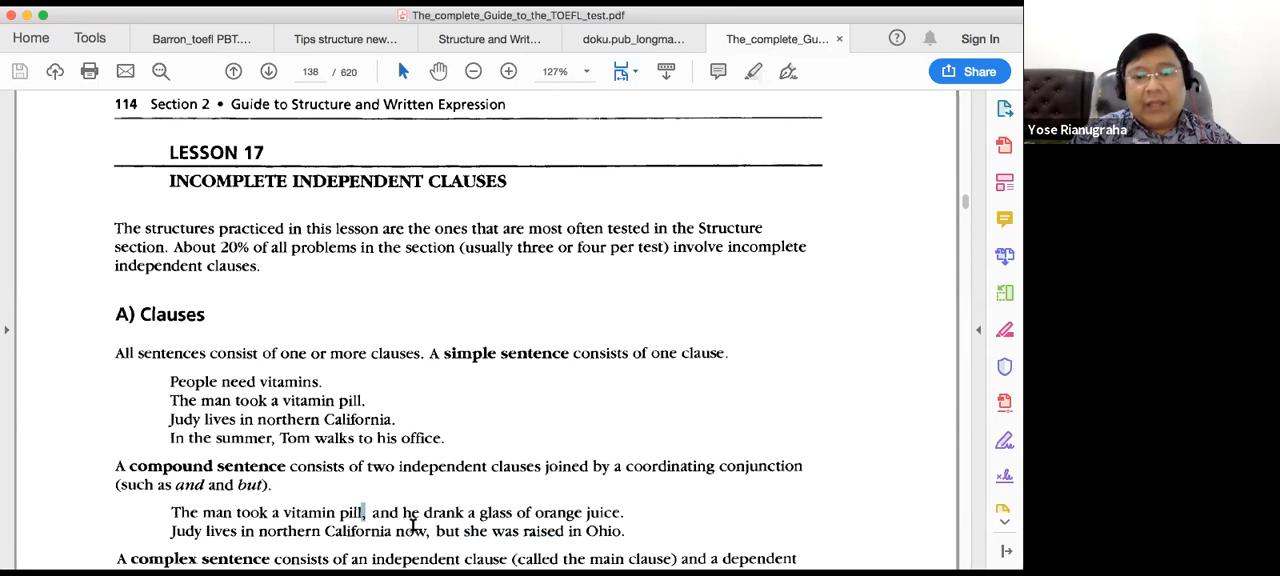 The_complete_Guide_to_the_TOEFL_test.pdf
Home Tools Barron_toefl PBT.... Tips structure new... Structure and Writ... doku.pub_longma... The_complete_Gu... × Sign In
138 / 620 127% Share
114 Section 2 • Guide to Structure and Written Expression
LESSON 17
INCOMPLETE INDEPENDENT CLAUSES
The structures practiced in this lesson are the ones that are most often tested in the Structure
section. About 20% of all problems in the section (usually three or four per test) involve incomplete
independent clauses.
A) Clauses
All sentences consist of one or more clauses. A simple sentence consists of one clause.
People need vitamins.
The man took a vitamin pill.
Judy lives in northern California.
In the summer, Tom walks to his office.
A compound sentence consists of two independent clauses joined by a coordinating conjunction
(such as and and but).
The man took a vitamin pill, and he drank a glass of orange juice.
Judy lives in northern California now, but she was raised in Ohio.
A complex sentence consists of an independent clause (called the main clause) and a dependent
Yose Rianugraha